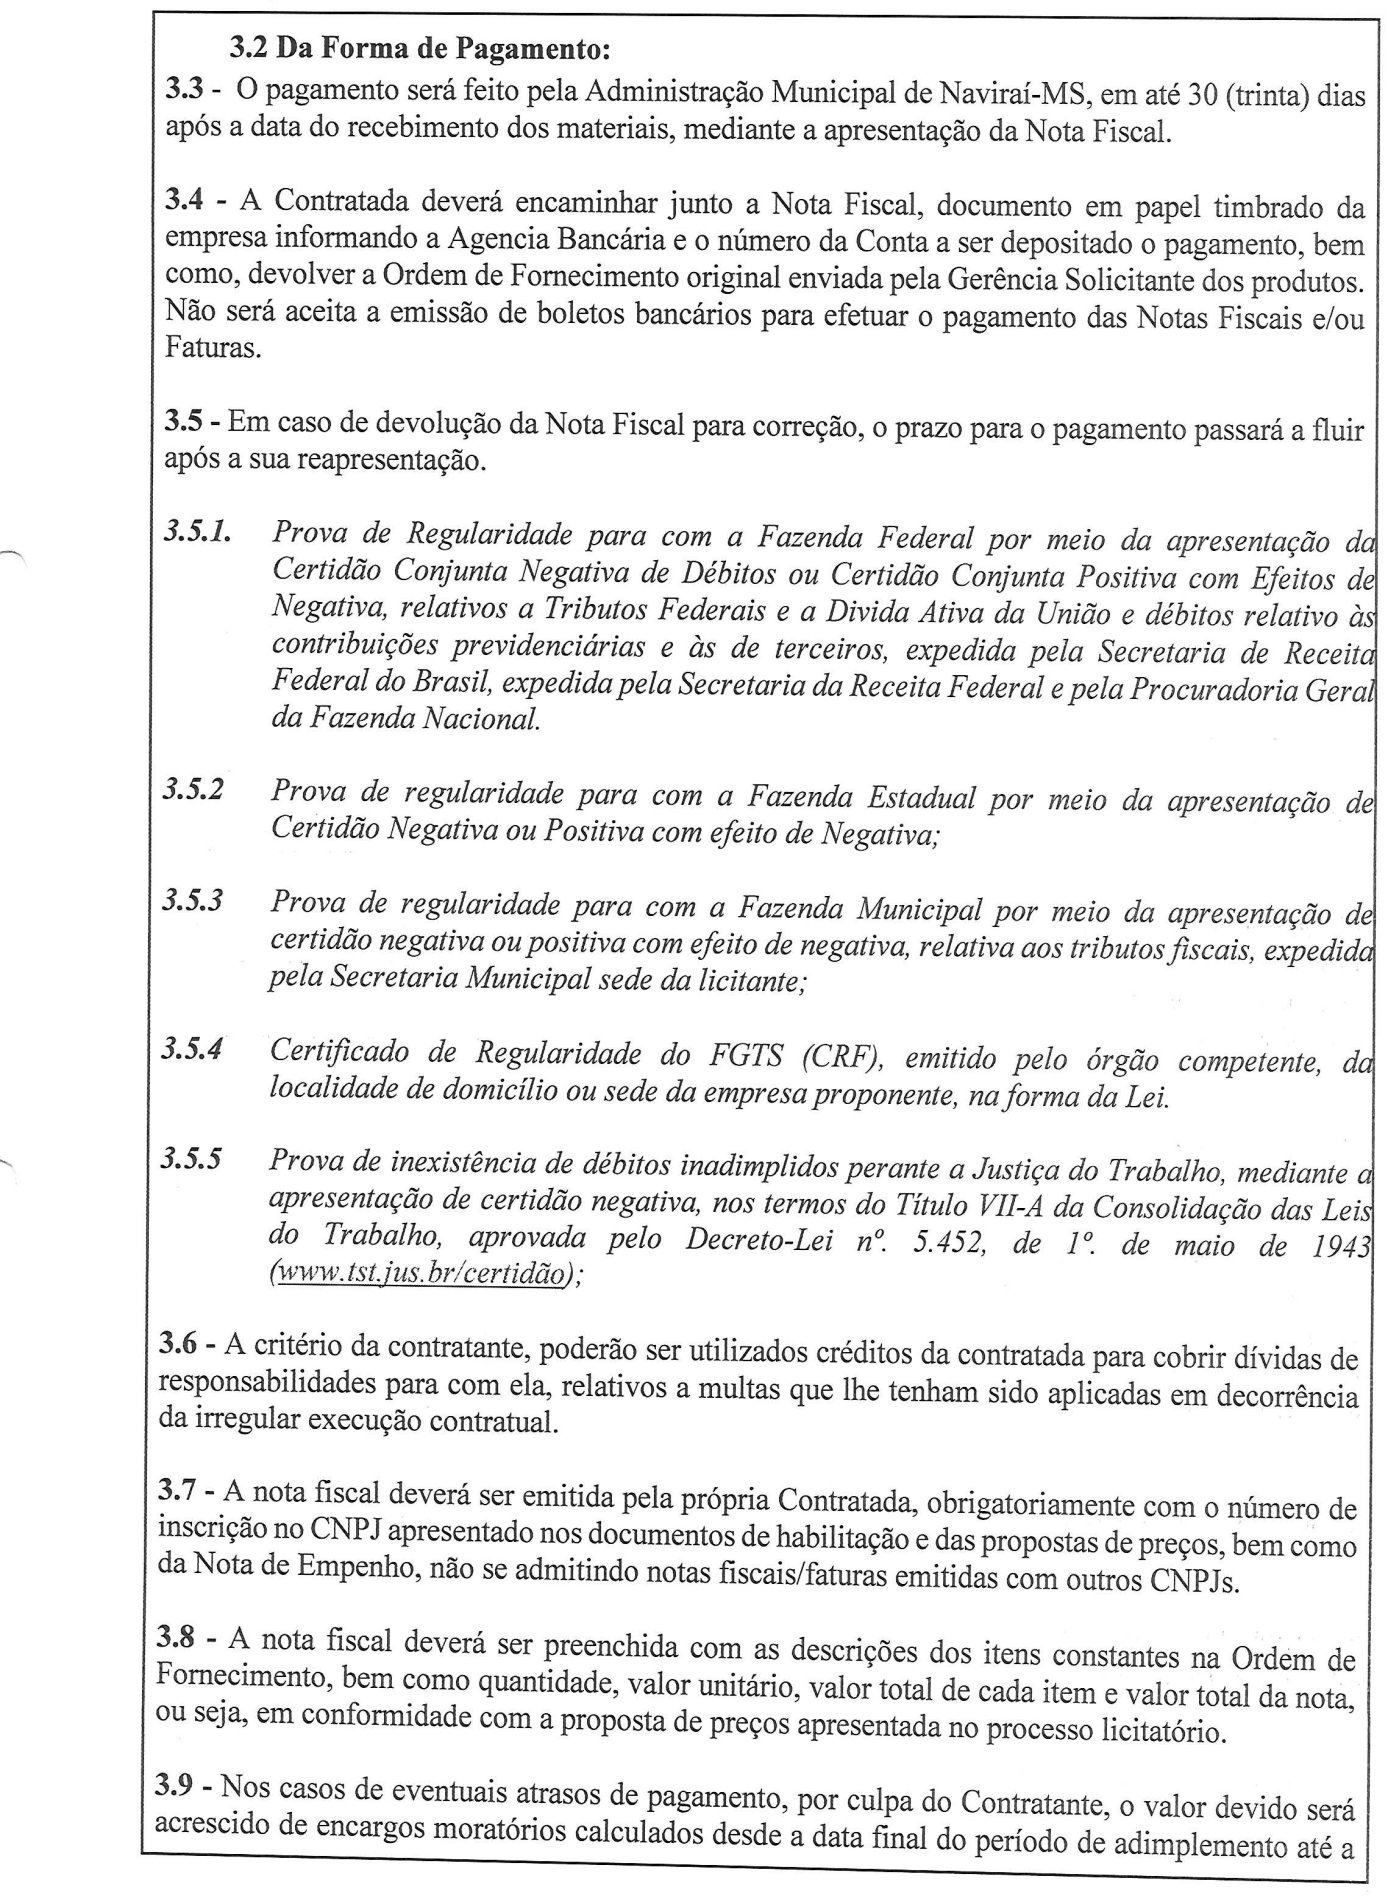 3.2 Da Forma de Pagamento:
3.3 - O pagamento será feito pela Administração Municipal de Naviraí-MS, em até 30 (trinta) dias
após a data do recebimento dos materiais, mediante a apresentação da Nota Fiscal.
3.4 - A Contratada deverá encaminhar junto a Nota Fiscal, documento em papel timbrado da
empresa informando a Agencia Bancária e o número da Conta a ser depositado o pagamento, bem
como, devolver a Ordem de Fornecimento original enviada pela Gerência Solicitante dos produtos.
Não será aceita a emissão de boletos bancários para efetuar o pagamento das Notas Fiscais e/ou
Faturas.
3.5 - Em caso de devolução da Nota Fiscal para correção, o prazo para o pagamento passará a fluir
após a sua reapresentação.
3.5.1. Prova de Regularidade para com a Fazenda Federal por meio da apresentação da
Certidão Conjunta Negativa de Débitos ou Certidão Conjunta Positiva com Efeitos de
Negativa, relativos a Tributos Federais e a Divida Ativa da União e débitos relativo às
contribuições previdenciárias e às de terceiros, expedida pela Secretaria de Receita
Federal do Brasil, expedida pela Secretaria da Receita Federal e pela Procuradoria Geral
da Fazenda Nacional.
3.5.2 Prova de regularidade para com a Fazenda Estadual por meio da apresentação de
Certidão Negativa ou Positiva com efeito de Negativa;
3.5.3 Prova de regularidade para com a Fazenda Municipal por meio da apresentação de
certidão negativa ou positiva com efeito de negativa, relativa aos tributos fiscais, expedida
pela Secretaria Municipal sede da licitante;
3.5.4 Certificado de Regularidade do FGTS (CRF), emitido pelo órgão competente, da
localidade de domicílio ou sede da empresa proponente, na forma da Lei.
3.5.5 Prova de inexistência de débitos inadimplidos perante a Justiça do Trabalho, mediante a
apresentação de certidão negativa, nos termos do Título VII-A da Consolidação das Leis
do Trabalho, aprovada pelo Decreto-Lei nº. 5.452, de 1º. de maio de 1943
(www.tst.jus.br/certidão);
3.6 - A critério da contratante, poderão ser utilizados créditos da contratada para cobrir dívidas de
responsabilidades para com ela, relativos a multas que lhe tenham sido aplicadas em decorrência
da irregular execução contratual.
3.7 - A nota fiscal deverá ser emitida pela própria Contratada, obrigatoriamente com o número de
inscrição no CNPJ apresentado nos documentos de habilitação e das propostas de preços, bem como
da Nota de Empenho, não se admitindo notas fiscais/faturas emitidas com outros CNPJs.
3.8 - A nota fiscal deverá ser preenchida com as descrições dos itens constantes na Ordem de
Fornecimento, bem como quantidade, valor unitário, valor total de cada item e valor total da nota,
ou seja, em conformidade com a proposta de preços apresentada no processo licitatório.
3.9 - Nos casos de eventuais atrasos de pagamento, por culpa do Contratante, o valor devido será
acrescido de encargos moratórios calculados desde a data final do período de adimplemento até a